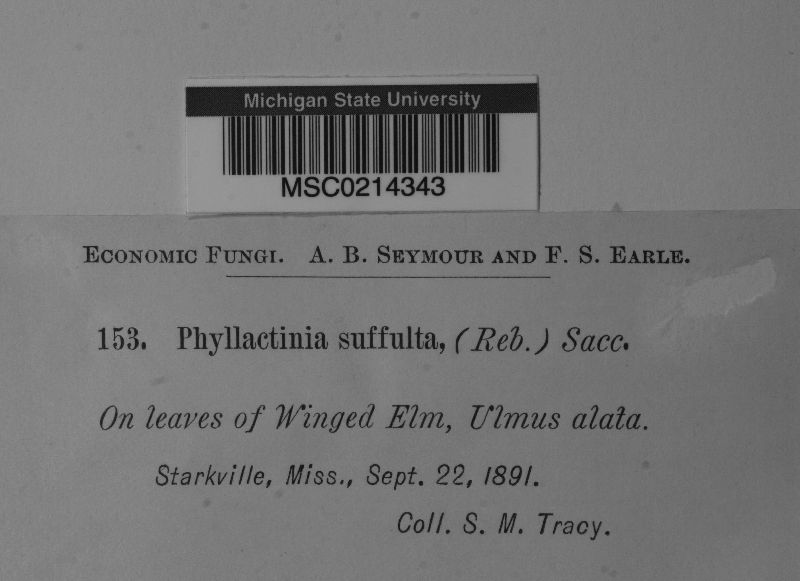 Michigan State University
MSC0214343
Economic Fungi. A. B. Seymour and F. S. Earle.
153. Phyllactinia suffulta, (Reb.) Sacc.
On leaves of Winged Elm, Ulmus alata.
Starkville, Miss., Sept. 22, 1891.
Coll. S. M. Tracy.